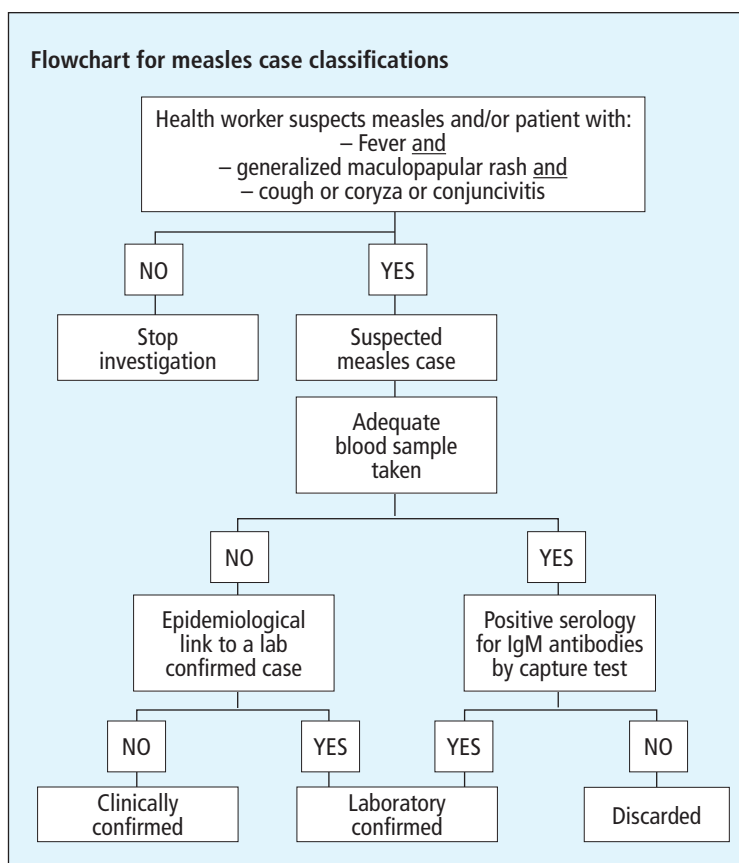 Flowchart for measles case classifications
Health worker suspects measles and/or patient with:
– Fever and
– generalized maculopapular rash and
– cough or coryza or conjuncivitis
NO
YES
Stop
investigation
Suspected
measles case
Adequate
blood sample
taken
NO
YES
Epidemiological
link to a lab
confirmed case
Positive serology
for IgM antibodies
by capture test
NO
YES
YES
NO
Clinically
confirmed
Laboratory
confirmed
Discarded